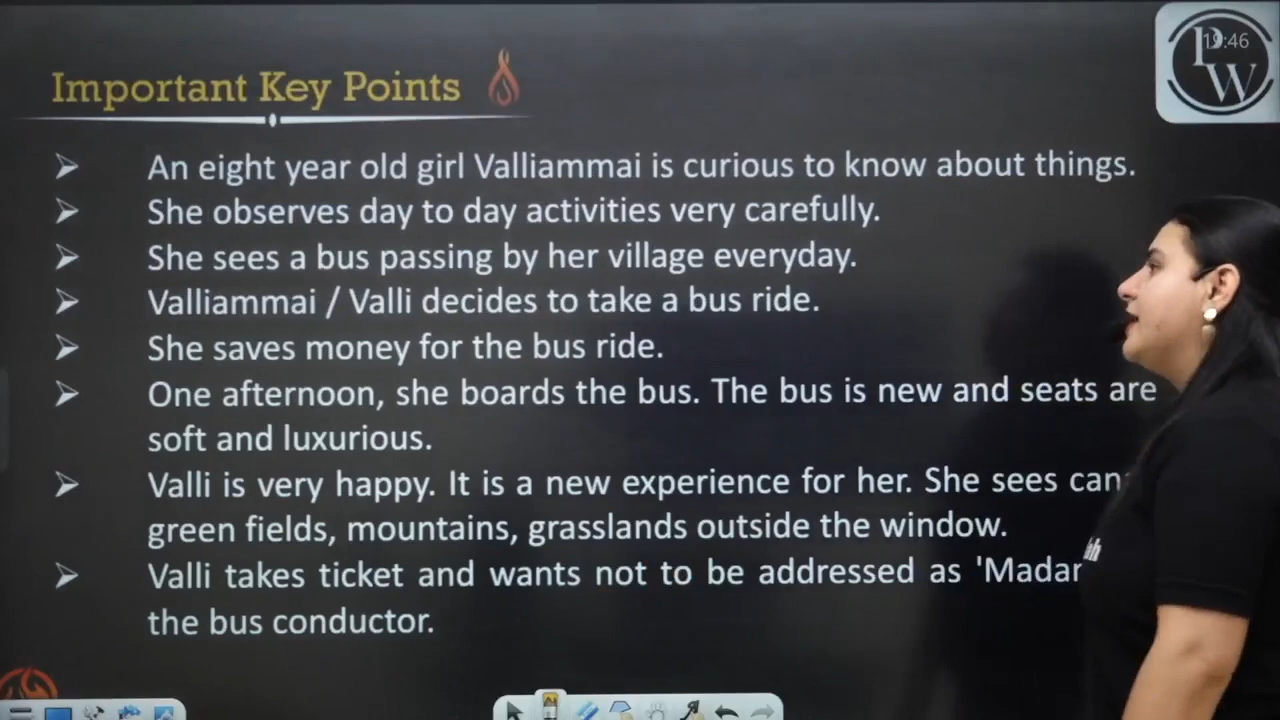 Important Key Points
19:46
P
W
An eight year old girl Valliammai is curious to know about things.
She observes day to day activities very carefully.
She sees a bus passing by her village everyday.
Valliammai / Valli decides to take a bus ride.
She saves money for the bus ride.
One afternoon, she boards the bus. The bus is new and seats are
soft and luxurious.
Valli is very happy. It is a new experience for her. She sees
green fields, mountains, grasslands outside the window.
Valli takes ticket and wants not to be addressed as
the bus conductor.